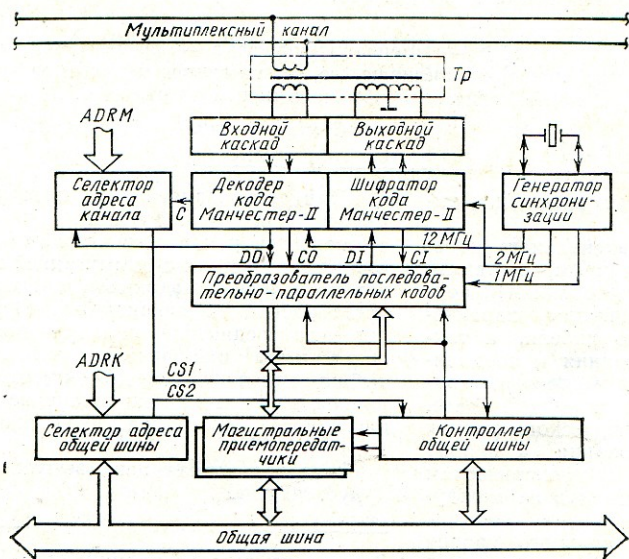 Мультиплексный канал
Тр
ADRM
Входной
каскад
Выходной
каскад
Селектор
адреса
канала
С
Декодер
кода
Манчестер-II
Шифратор
кода
Манчестер-II
Генератор
синхрони-
зации
12 МГц
2 МГц
1 МГц
DO
CO
DI
CI
Преобразователь последова-
тельно-параллельных кодов
ADRK
CS1
CS2
Селектор адреса
общей шины
Магистральные
приемопередат-
чики
Контроллер
общей шины
Общая шина